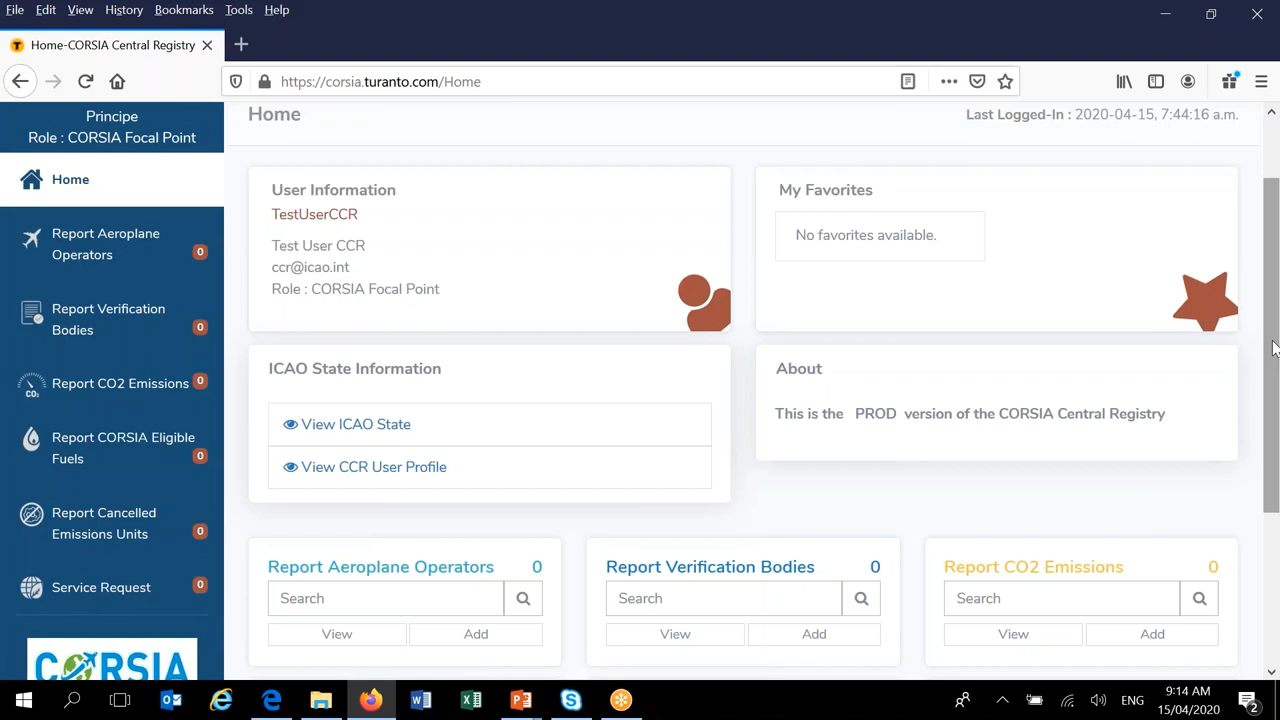 File Edit View History Bookmarks Tools Help
Home-CORSIA Central Registry
https://corsia.turanto.com/Home
Principe
Role : CORSIA Focal Point
Home
Report Aeroplane
Operators
0
Report Verification
Bodies
0
Report CO2 Emissions 0
Report CORSIA Eligible
Fuels
0
Report Cancelled
Emissions Units
0
Service Request 0
CORSIA
Home
Last Logged-In : 2020-04-15, 7:44:16 a.m.
User Information
TestUserCCR
Test User CCR
ccr@icao.int
Role : CORSIA Focal Point
My Favorites
No favorites available.
ICAO State Information
View ICAO State
View CCR User Profile
About
This is the PROD version of the CORSIA Central Registry
Report Aeroplane Operators 0
Search
View Add
Report Verification Bodies 0
Search
View Add
Report CO2 Emissions 0
Search
View Add
ENG
9:14 AM
15/04/2020
2